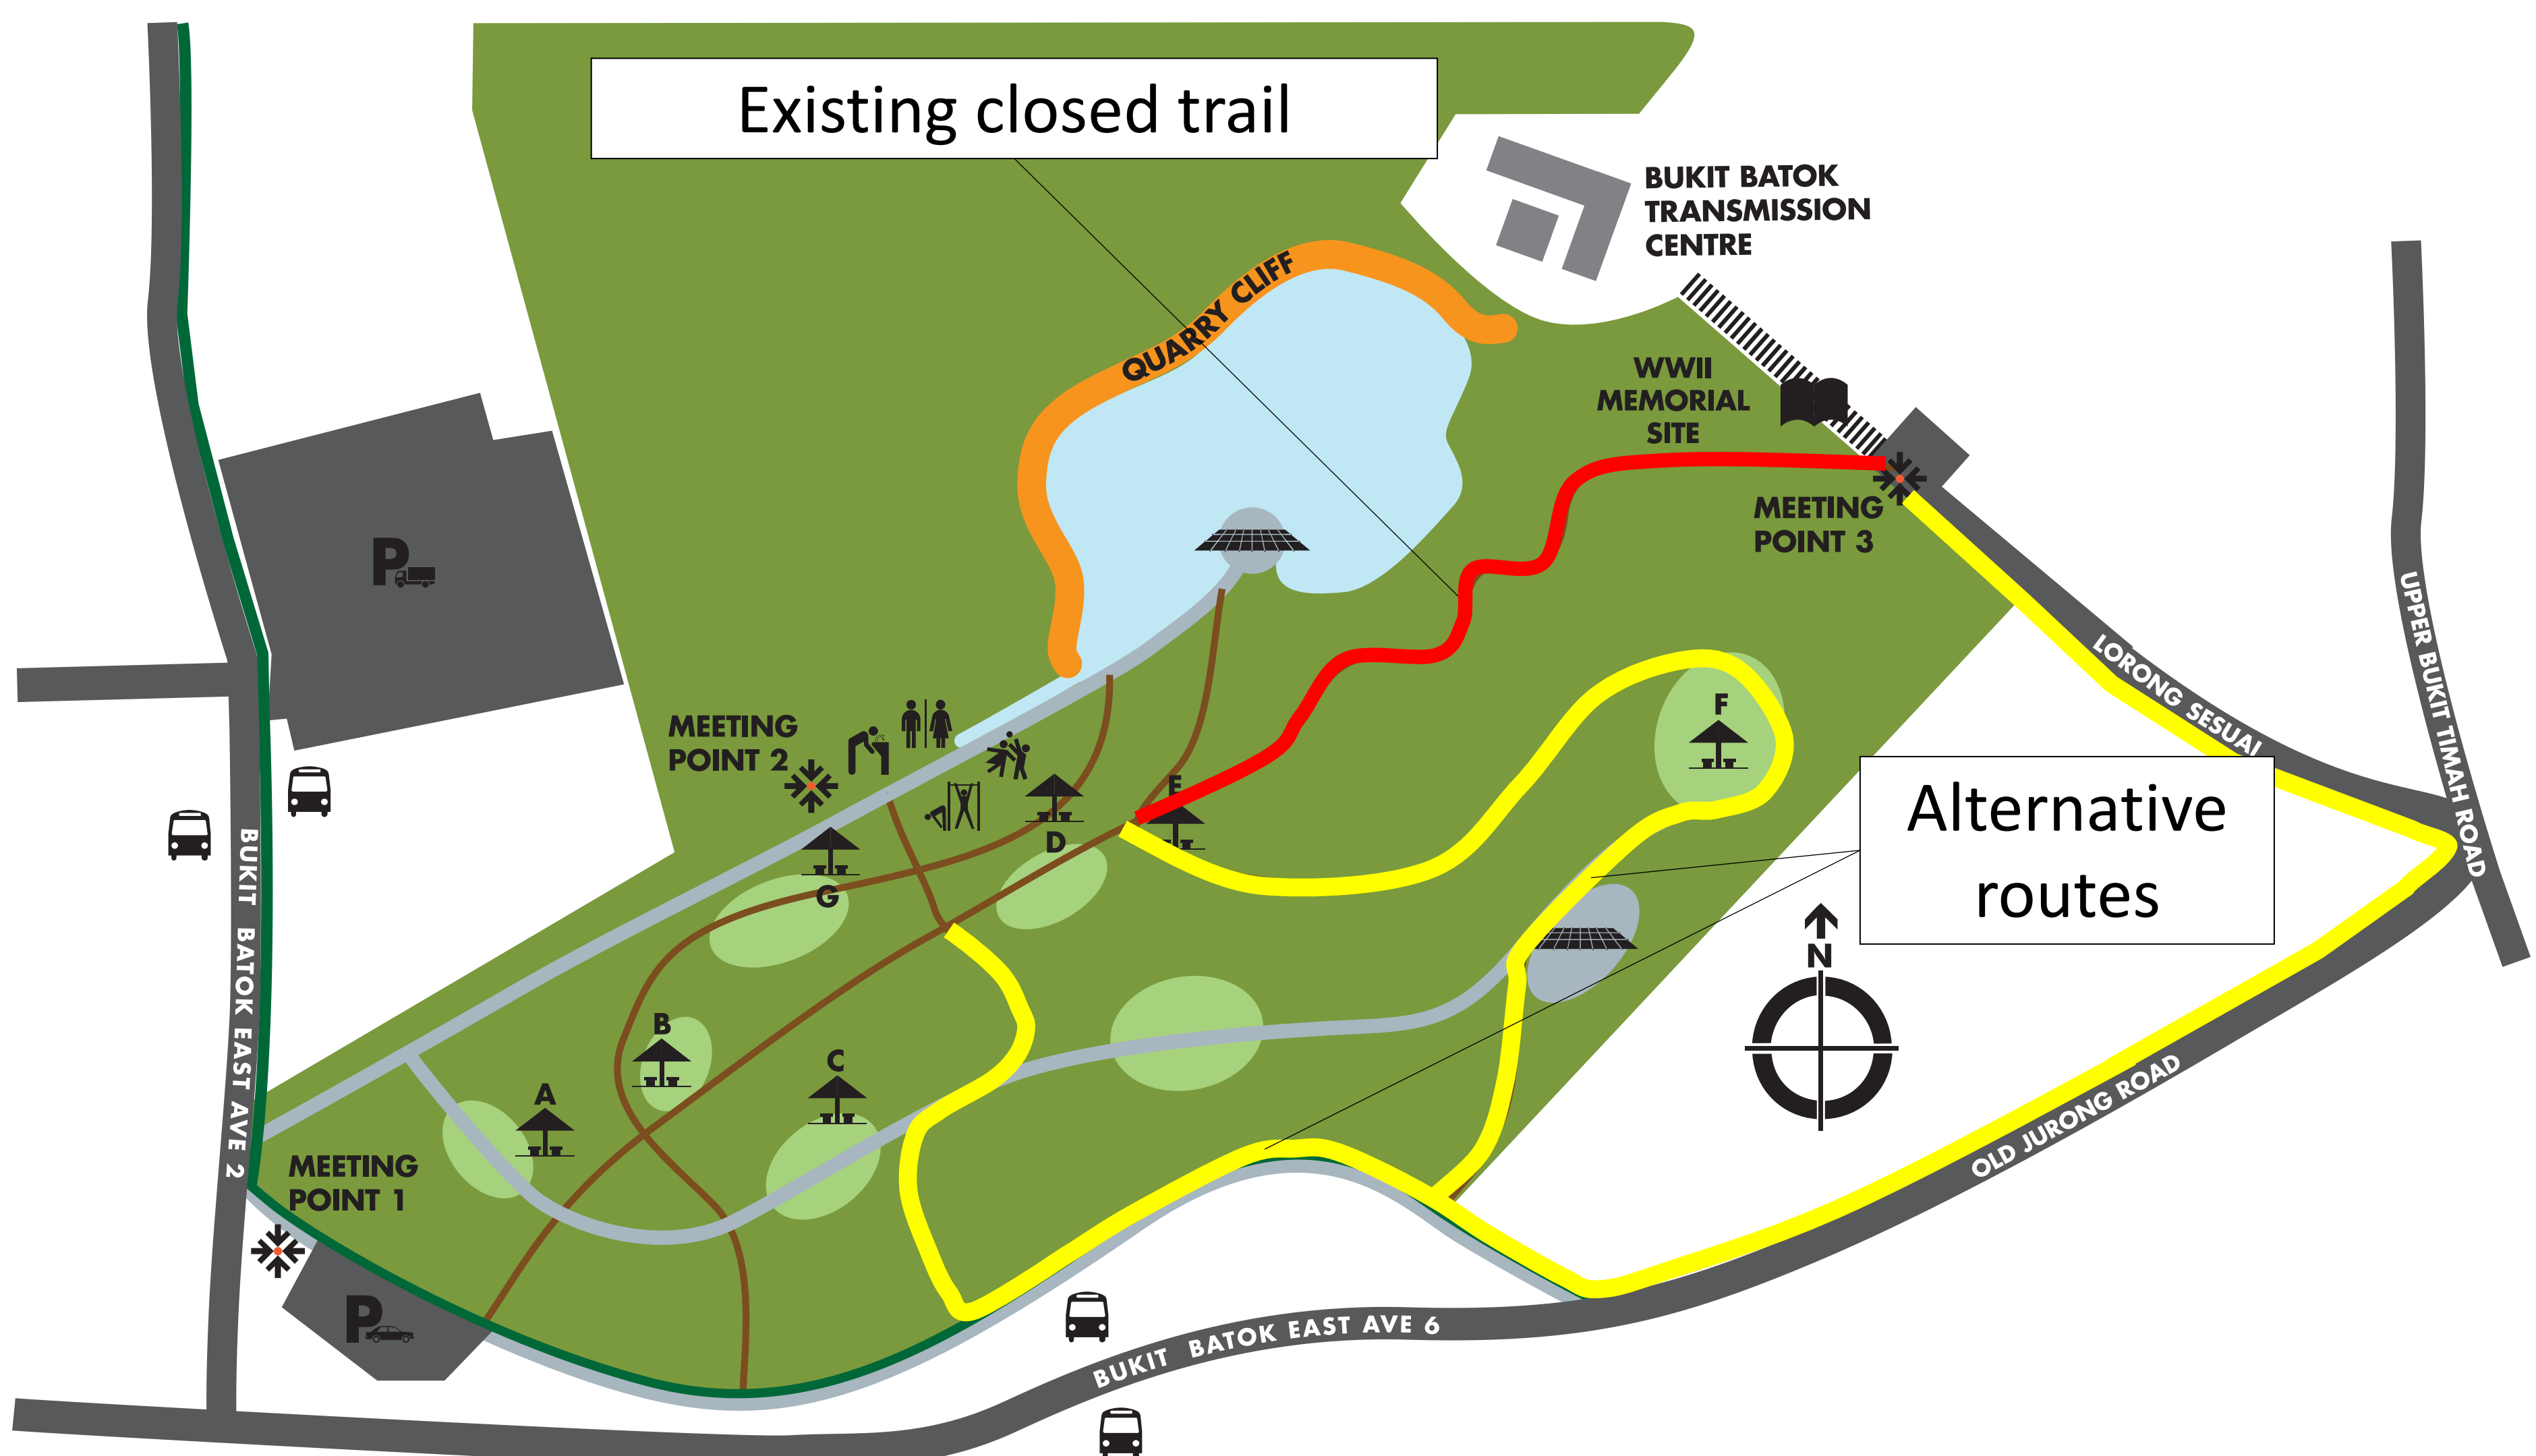 Existing closed trail
BUKIT BATOK
TRANSMISSION
CENTRE
QUARRY CLIFF
WWII
MEMORIAL
SITE
MEETING
POINT 3
P
UPPER BUKIT TIMAH ROAD
LORONG SESUAI
MEETING
POINT 2
F
E
D
G
Alternative
routes
N
BUKIT BATOK EAST AVE 2
B
C
A
MEETING
POINT 1
OLD JURONG ROAD
P
BUKIT BATOK EAST AVE 6